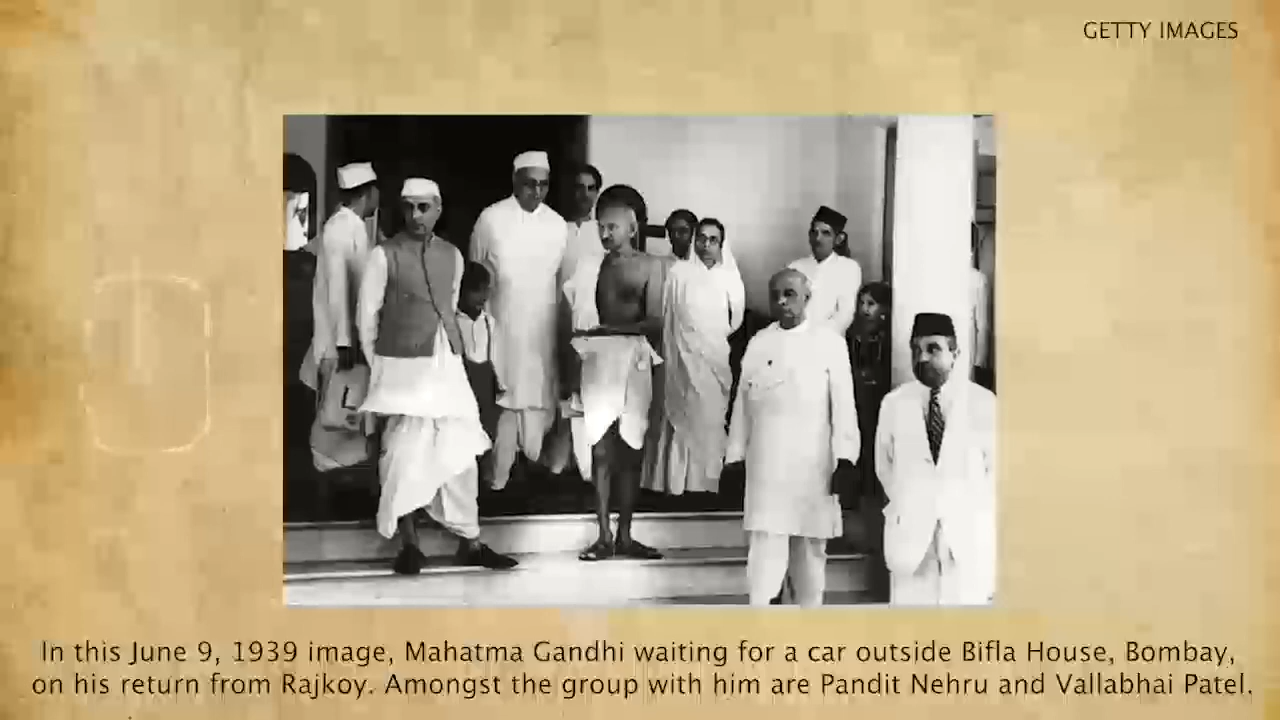 GETTY IMAGES
In this June 9, 1939 image, Mahatma Gandhi waiting for a car outside Bifla House, Bombay,
on his return from Rajkoy. Amongst the group with him are Pandit Nehru and Vallabhai Patel.